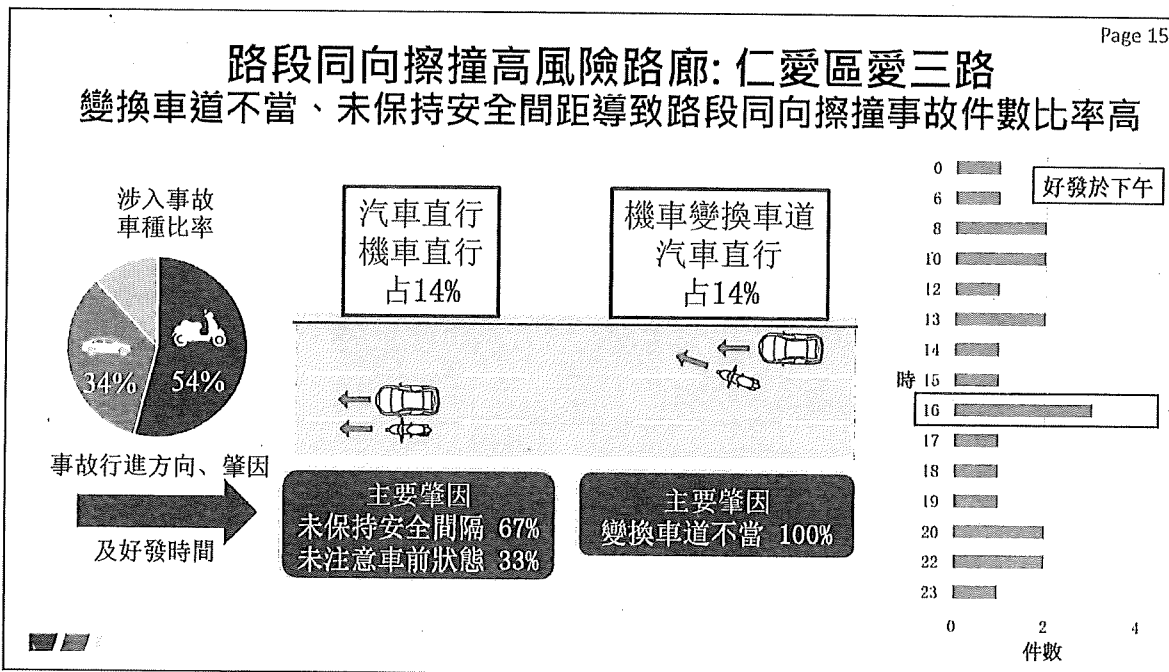 Page 15
路段同向擦撞高風險路廊: 仁愛區愛三路
變換車道不當、未保持安全間距導致路段同向擦撞事故件數比率高
涉入事故
車種比率
34%
54%
事故行進方向、肇因
及好發時間
汽車直行
機車直行
占14%
機車變換車道
汽車直行
占14%
主要肇因
未保持安全間隔 67%
未注意車前狀態 33%
主要肇因
變換車道不當 100%
好發於下午
時
0
6
8
10
12
13
14
15
16
17
18
19
20
22
23
0 2 4
件數